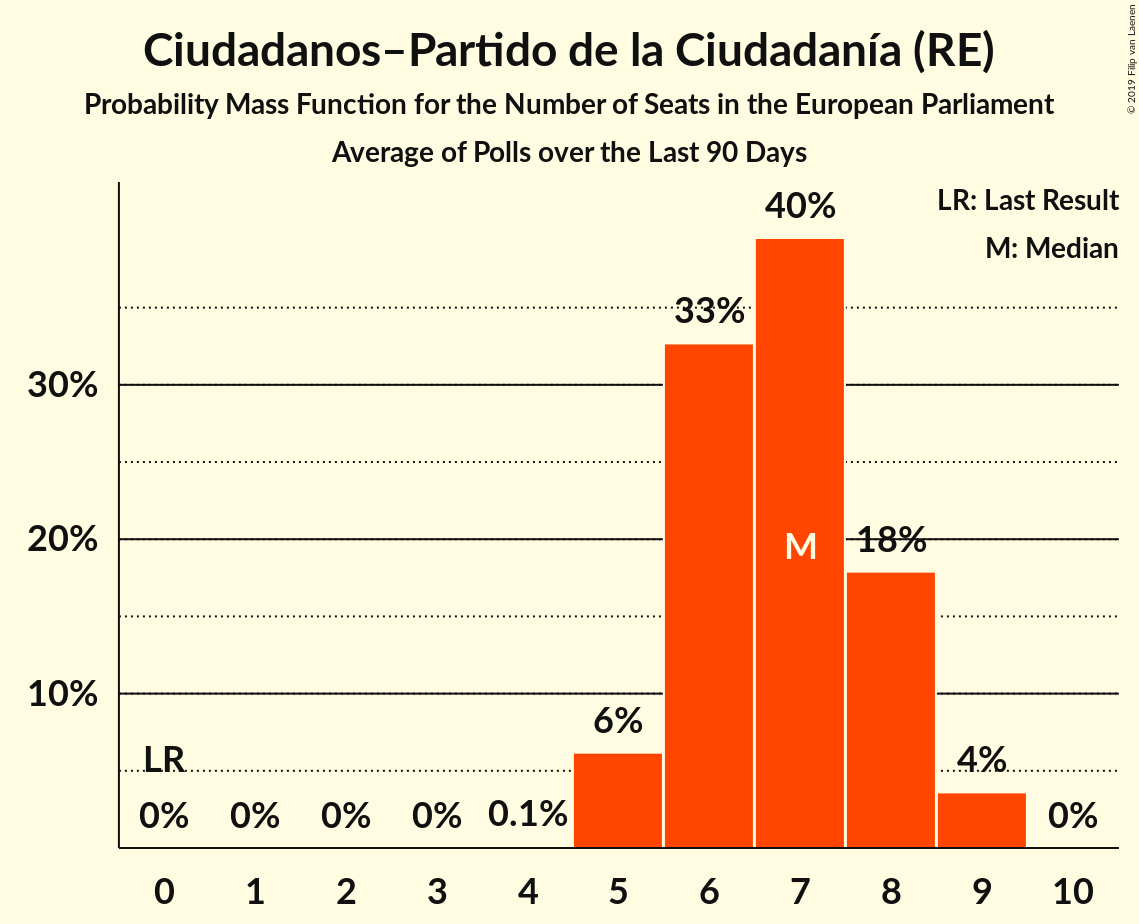 Ciudadanos–Partido de la Ciudadanía (RE)
Probability Mass Function for the Number of Seats in the European Parliament
Average of Polls over the Last 90 Days
© 2019 Filip van Laenen
LR: Last Result
M: Median
40%
33%
30%
20%
18%
M
10%
6%
LR
4%
0% 0% 0% 0% 0.1% 0%
0 1 2 3 4 5 6 7 8 9 10